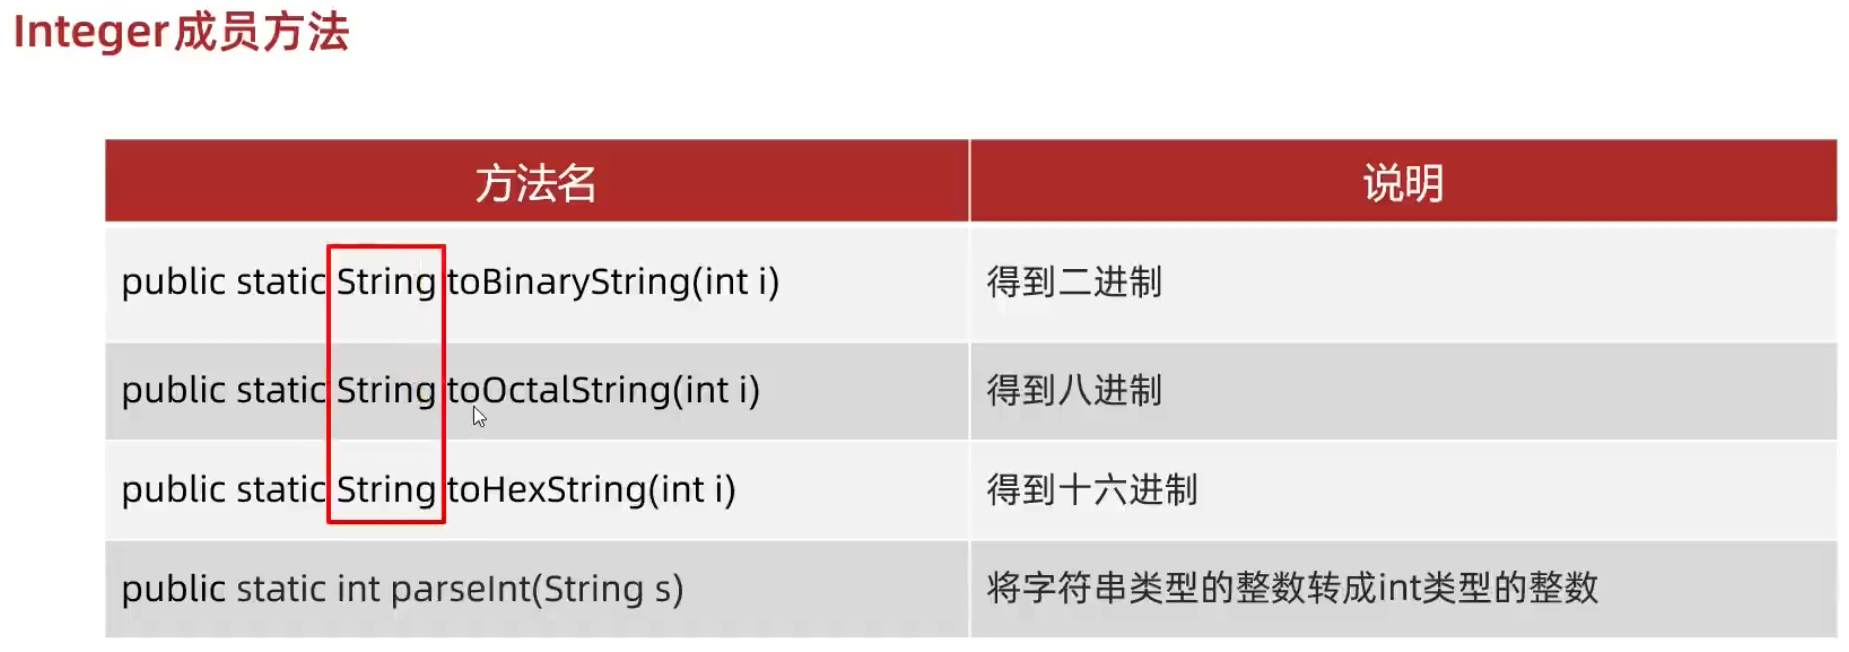 Integer成员方法
方法名 说明
public static String toBinaryString(int i) 得到二进制
public static String toOctalString(int i) 得到八进制
public static String toHexString(int i) 得到十六进制
public static int parseInt(String s) 将字符串类型的整数转成int类型的整数